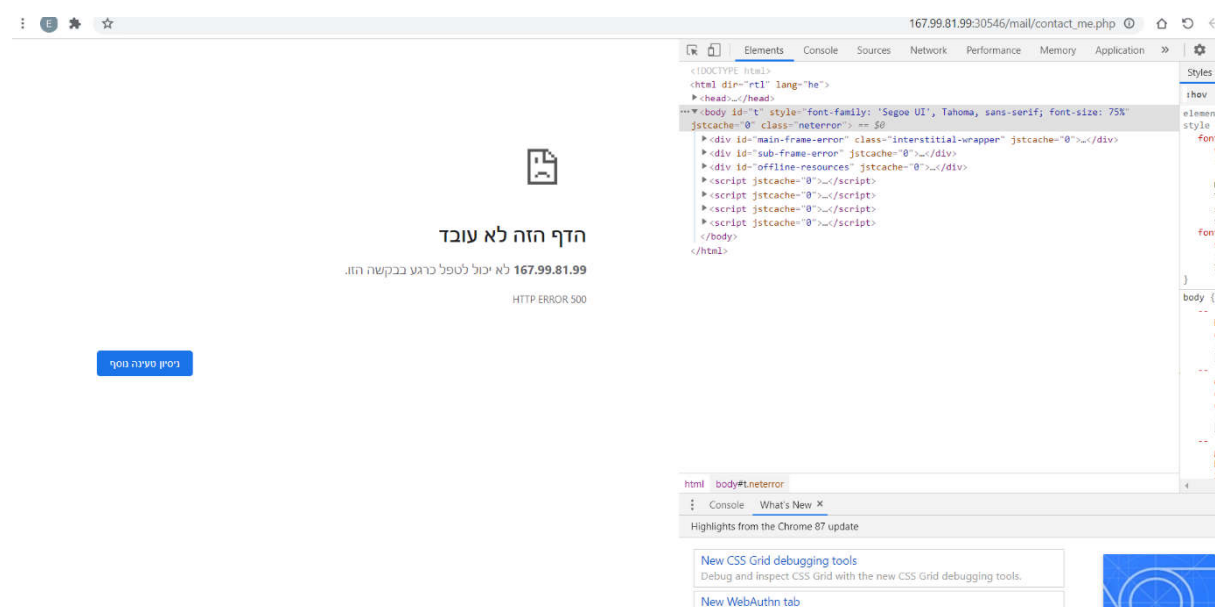 E
167.99.81.99:30546/mail/contact_me.php
Elements Console Sources Network Performance Memory Application »
<!DOCTYPE html>
<html dir="rtl" lang="he">
<head>…</head>
<body id="t" style="font-family: 'Segoe UI', Tahoma, sans-serif; font-size: 75%"
jstcache="0" class="neterror"> == $0
<div id="main-frame-error" class="interstitial-wrapper" jstcache="0">…</div>
<div id="sub-frame-error" jstcache="0">…</div>
<div id="offline-resources" jstcache="0">…</div>
<script jstcache="0">…</script>
<script jstcache="0">…</script>
<script jstcache="0">…</script>
<script jstcache="0">…</script>
</body>
</html>
Styles
:hov
elemen
style
fon
fon
}
body {
הדף הזה לא עובד
167.99.81.99 לא יכול לטפל כרגע בבקשה הזו.
HTTP ERROR 500
ניסיון טעינה נוסף
html body#t.neterror
Console What's New ×
Highlights from the Chrome 87 update
New CSS Grid debugging tools
Debug and inspect CSS Grid with the new CSS Grid debugging tools.
New WebAuthn tab